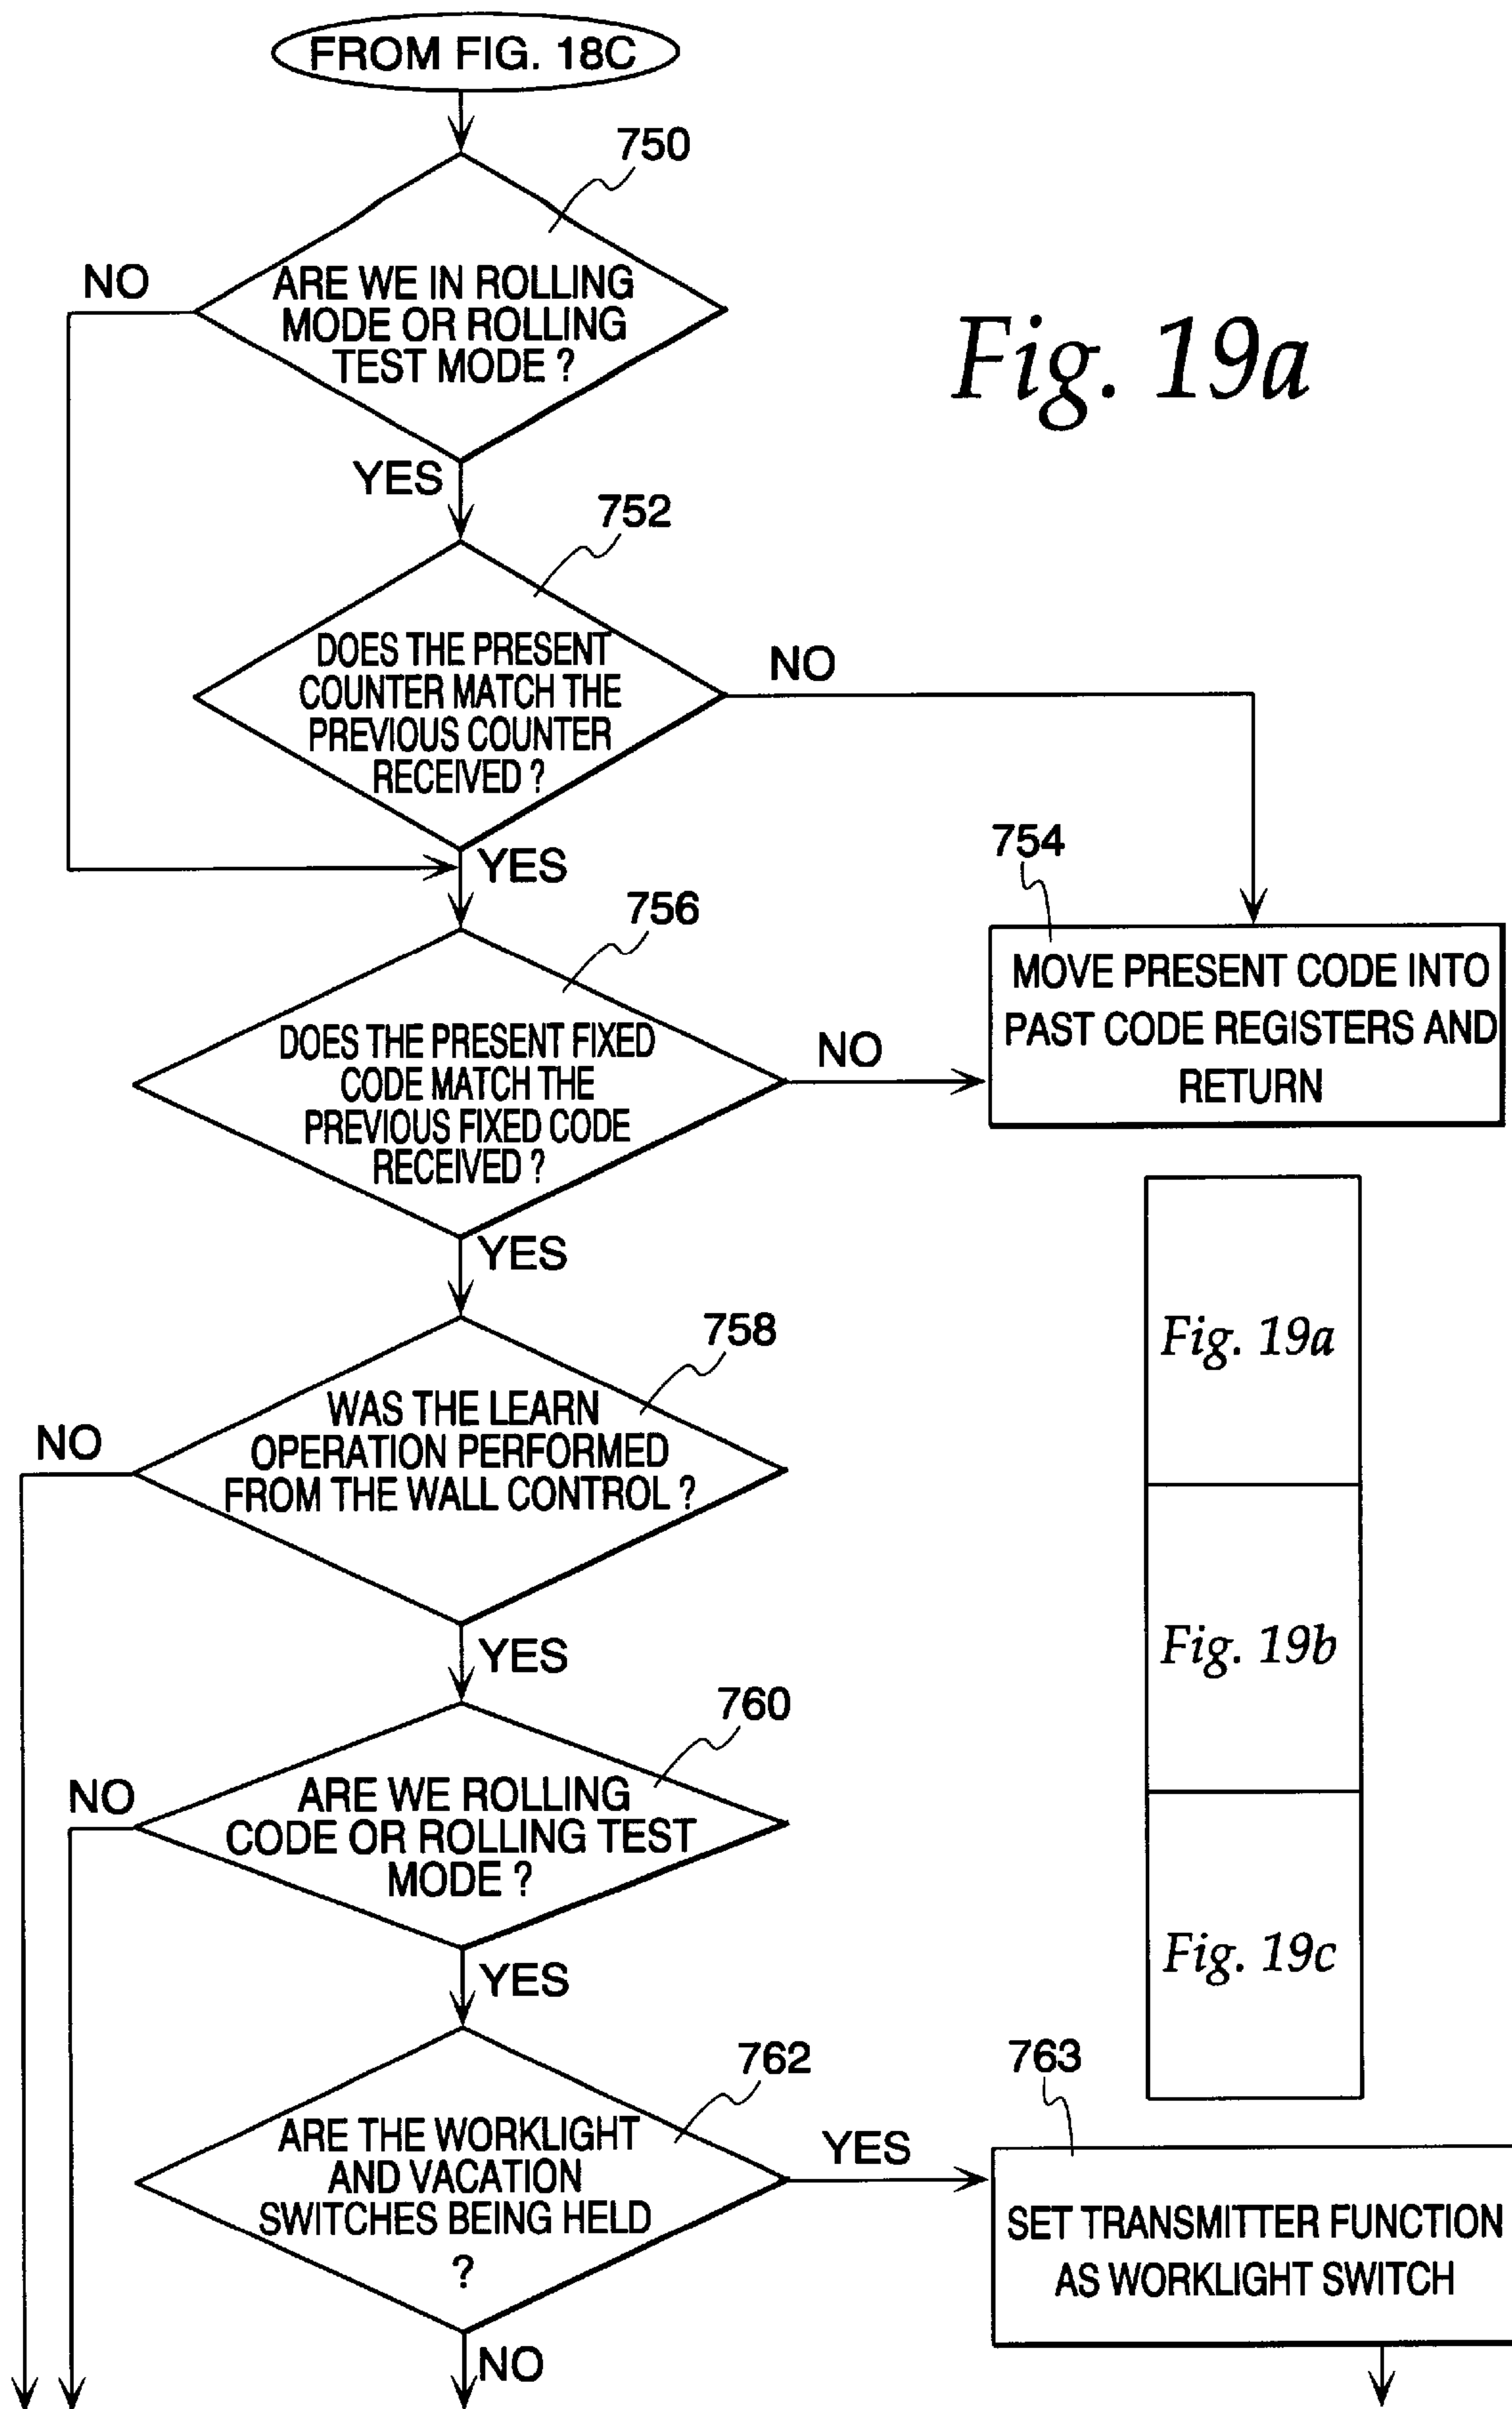 FROM FIG. 18C
750
NO
ARE WE IN ROLLING
MODE OR ROLLING
TEST MODE ?
Fig. 19a
YES
752
DOES THE PRESENT
COUNTER MATCH THE
PREVIOUS COUNTER
RECEIVED ?
NO
YES
754
MOVE PRESENT CODE INTO
PAST CODE REGISTERS AND
RETURN
756
DOES THE PRESENT FIXED
CODE MATCH THE
PREVIOUS FIXED CODE
RECEIVED ?
NO
YES
758
NO
WAS THE LEARN
OPERATION PERFORMED
FROM THE WALL CONTROL ?
YES
Fig. 19a
Fig. 19b
Fig. 19c
760
NO
ARE WE ROLLING
CODE OR ROLLING TEST
MODE ?
YES
762
ARE THE WORKLIGHT
AND VACATION
SWITCHES BEING HELD
?
YES
NO
763
SET TRANSMITTER FUNCTION
AS WORKLIGHT SWITCH